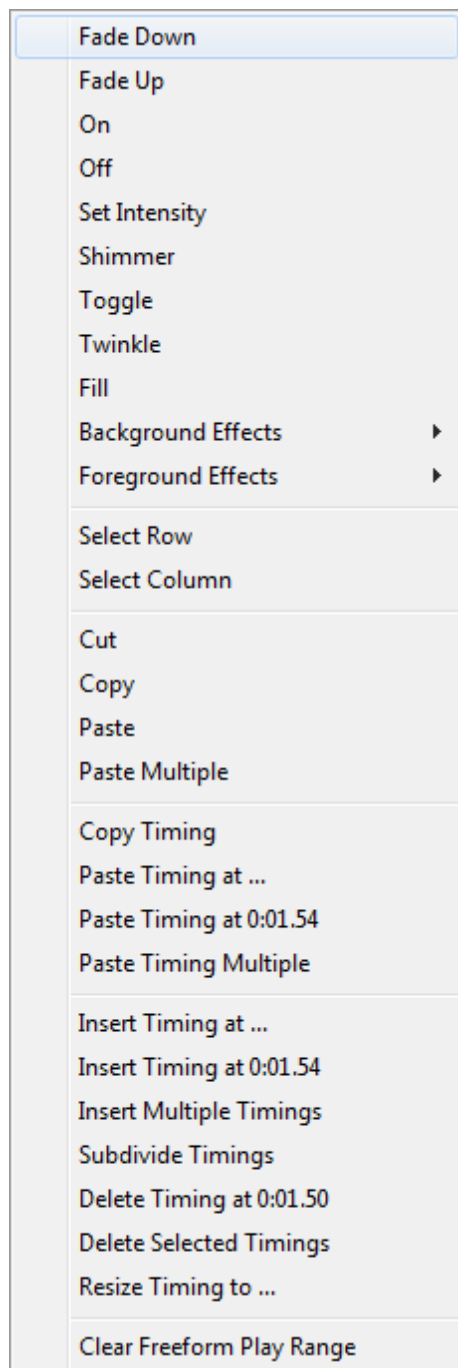 Fade Down
Fade Up
On
Off
Set Intensity
Shimmer
Toggle
Twinkle
Fill
Background Effects
Foreground Effects
Select Row
Select Column
Cut
Copy
Paste
Paste Multiple
Copy Timing
Paste Timing at ...
Paste Timing at 0:01.54
Paste Timing Multiple
Insert Timing at ...
Insert Timing at 0:01.54
Insert Multiple Timings
Subdivide Timings
Delete Timing at 0:01.50
Delete Selected Timings
Resize Timing to ...
Clear Freeform Play Range